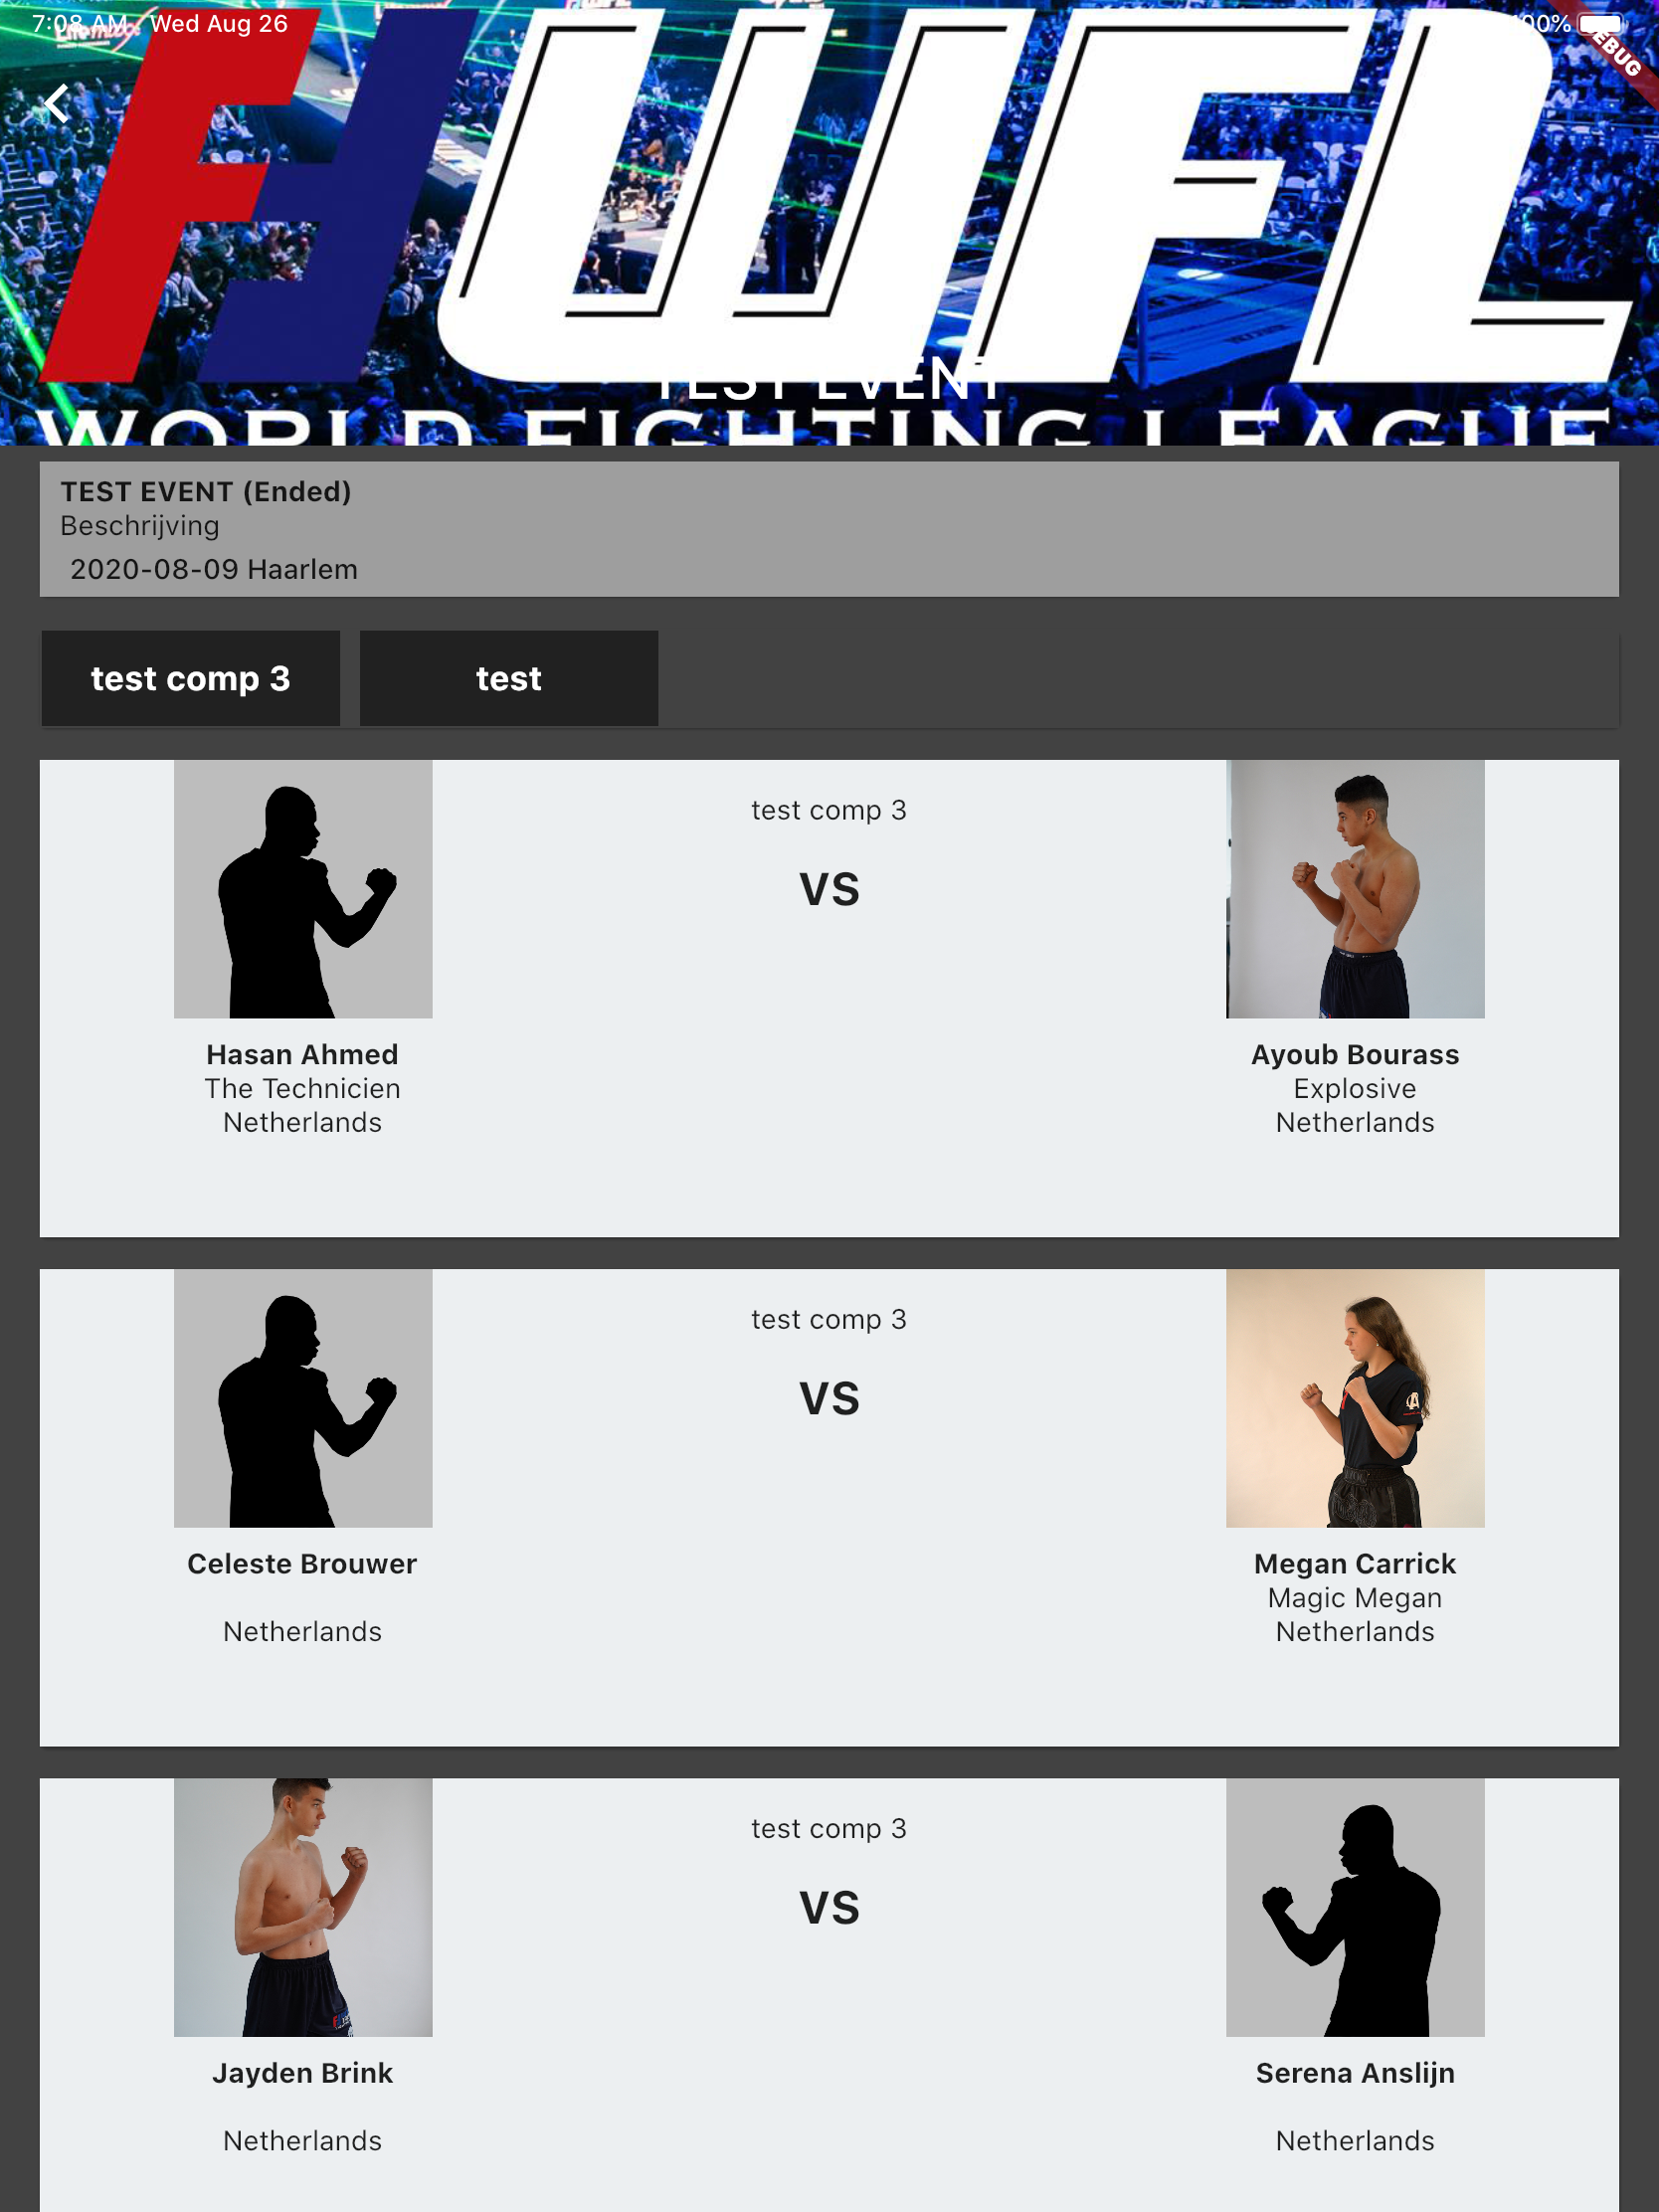 7:08 AM Wed Aug 26
100%
WFL
TEST EVENT
WORLD FIGHTING LEAGUE
TEST EVENT (Ended)
Beschrijving
2020-08-09 Haarlem
test comp 3
test
test comp 3
VS
Hasan Ahmed
The Technicien
Netherlands
Ayoub Bourass
Explosive
Netherlands
test comp 3
VS
Celeste Brouwer
Netherlands
Megan Carrick
Magic Megan
Netherlands
test comp 3
VS
Jayden Brink
Netherlands
Serena Anslijn
Netherlands